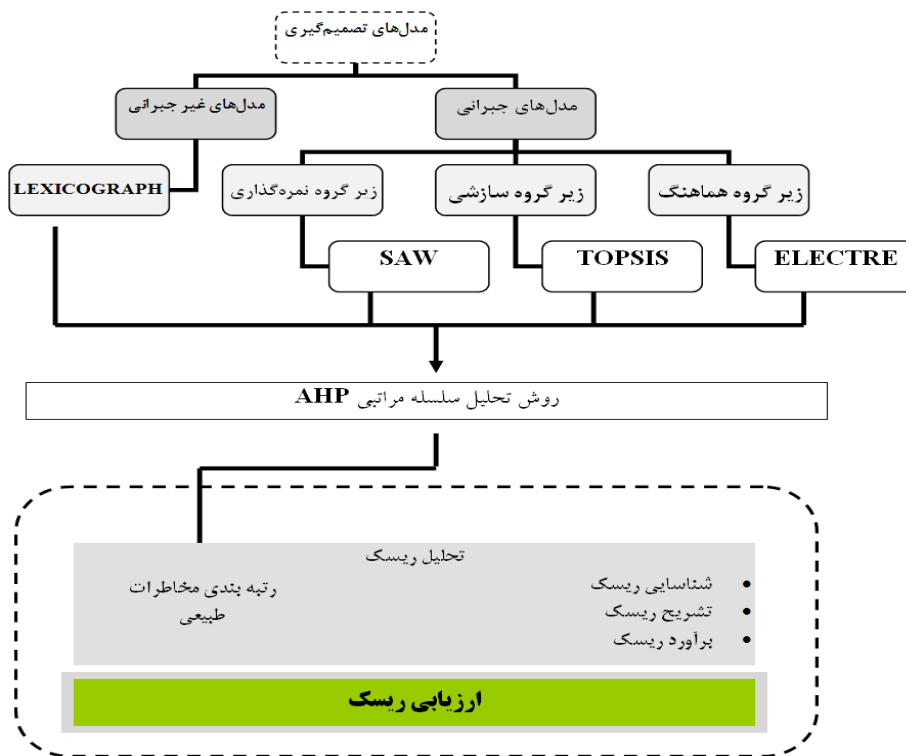 مدل‌های تصمیم‌گیری
مدل‌های جبرانی
مدل‌های غیر جبرانی
زیر گروه هماهنگ
زیر گروه سازشی
زیر گروه نمره‌گذاری
LEXICOGRAPH
ELECTRE
TOPSIS
SAW
روش تحلیل سلسله مراتبی AHP
تحلیل ریسک
• شناسایی ریسک
• تشریح ریسک
• برآورد ریسک
رتبه بندی مخاطرات
طبیعی
ارزیابی ریسک